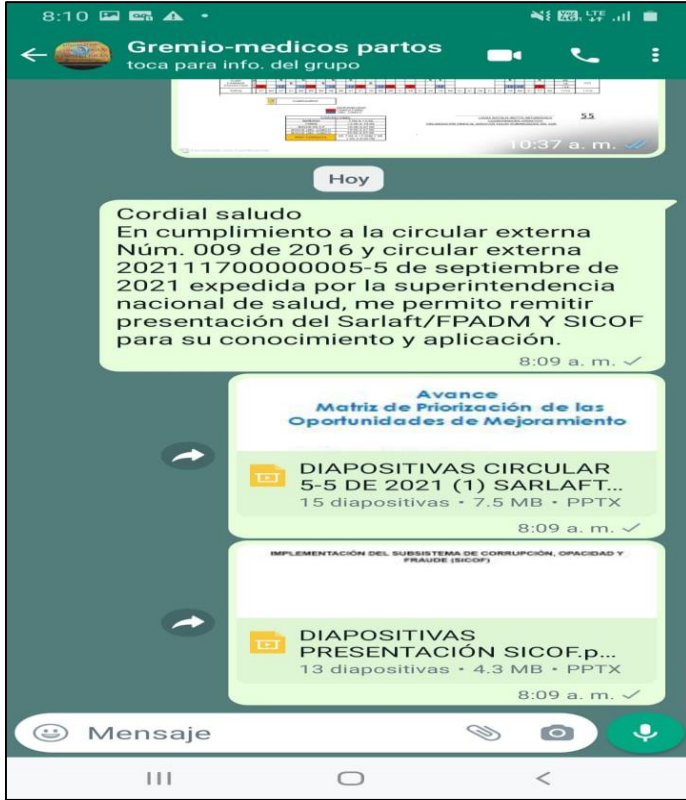 8:10
LTE
Gremio-medicos partos
toca para info. del grupo
55
10:37 a. m.
Hoy
Cordial saludo
En cumplimiento a la circular externa
Núm. 009 de 2016 y circular externa
202111700000005-5 de septiembre de
2021 expedida por la superintendencia
nacional de salud, me permito remitir
presentación del Sarlaft/FPADM Y SICOF
para su conocimiento y aplicación.
8:09 a. m.
Avance
Matriz de Priorización de las
Oportunidades de Mejoramiento
DIAPOSITIVAS CIRCULAR
5-5 DE 2021 (1) SARLAFT...
15 diapositivas • 7.5 MB • PPTX
8:09 a. m.
IMPLEMENTACIÓN DEL SUBSISTEMA DE CORRUPCIÓN, OPACIDAD Y
FRAUDE (SICOF)
DIAPOSITIVAS
PRESENTACIÓN SICOF.p...
13 diapositivas • 4.3 MB • PPTX
8:09 a. m.
Mensaje